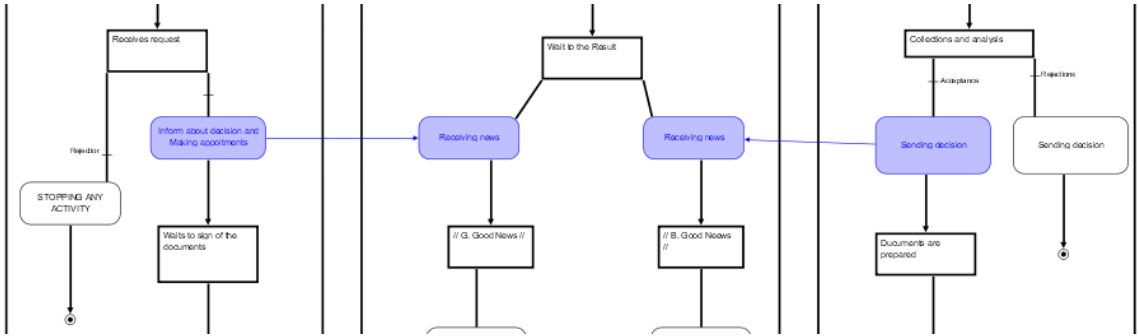 Receives request
Inform about decision and
Making appoitments
Rejection
STOPPING ANY
ACTIVITY
Waits to sign of the
documents
Wait to the Result
Receiving news
Receiving news
// G. Good News //
// B. Good Neews
//
Collections and analysis
Acceptance
Rejections
Sending decision
Sending decision
Ducuments are
prepared